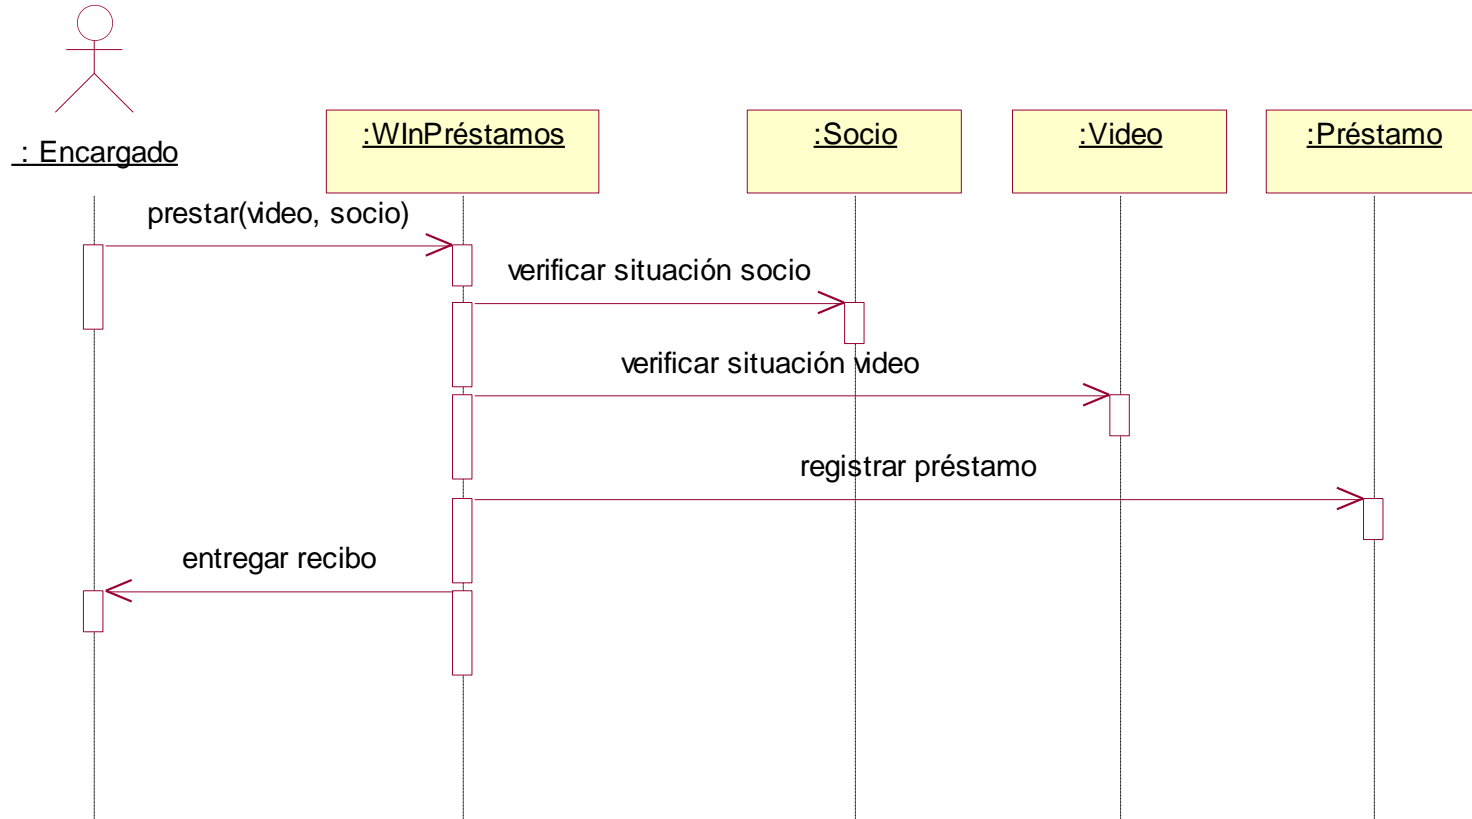 : Encargado
:WInPréstamos
:Socio
:Video
:Préstamo
prestar(video, socio)
verificar situación socio
verificar situación video
registrar préstamo
entregar recibo